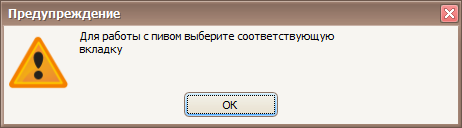 Предупреждение
Для работы с пивом выберите соответствующую
вкладку
OK